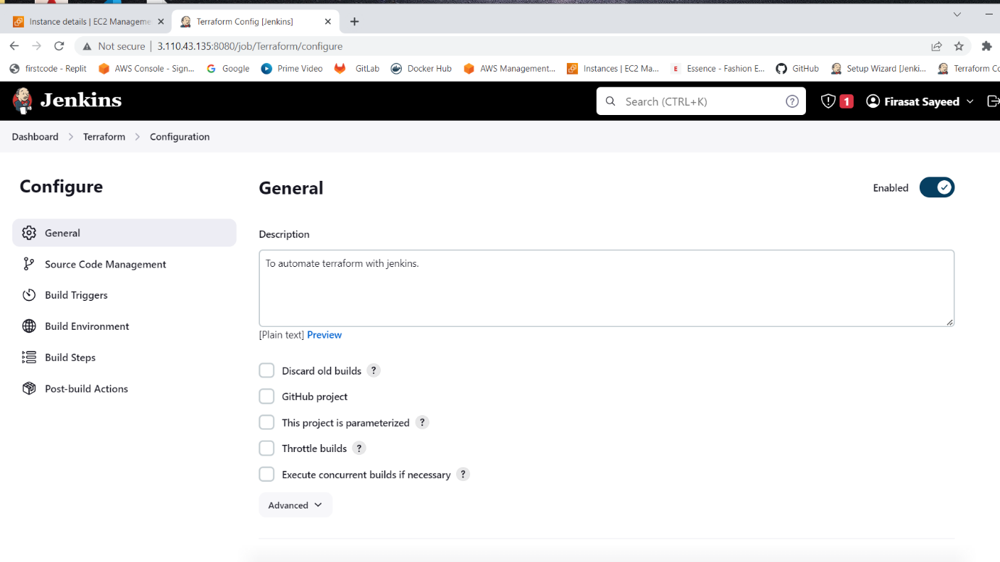 Instance details | EC2 Manageme
Terraform Config [Jenkins]
Not secure | 3.110.43.135:8080/job/Terraform/configure
firstcode - Replit
AWS Console - Sign...
Google
Prime Video
GitLab
Docker Hub
AWS Management...
Instances | EC2 Ma...
E
Essence - Fashion E...
GitHub
Setup Wizard [Jenki...
Terraform Co
Jenkins
Search (CTRL+K)
?
1
Firasat Sayeed
Dashboard
Terraform
Configuration
Configure
General
Source Code Management
Build Triggers
Build Environment
Build Steps
Post-build Actions
General
Enabled
Description
To automate terraform with jenkins.
[Plain text] Preview
Discard old builds ?
GitHub project
This project is parameterized ?
Throttle builds ?
Execute concurrent builds if necessary ?
Advanced